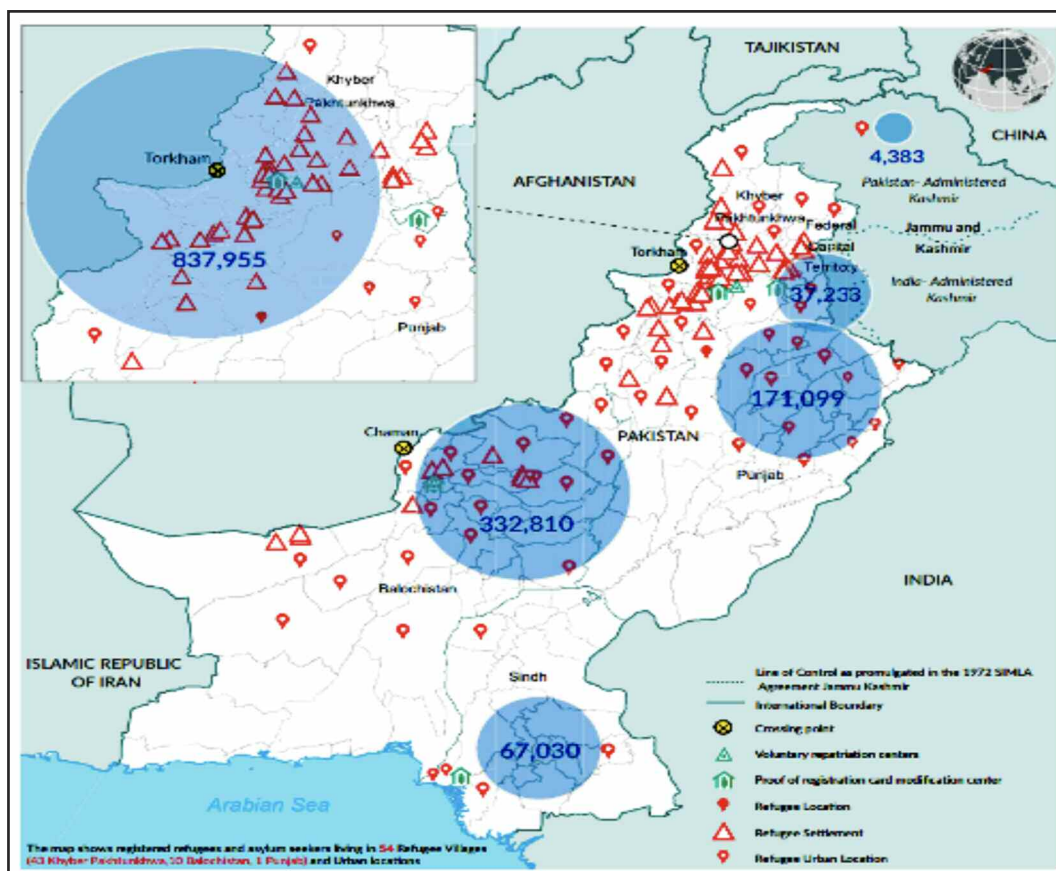 Khyber
Pakhtunkhwa
Torkham
837,955
Punjab
TAJIKISTAN
CHINA
4,383
Pakistan- Administered
Kashmir
AFGHANISTAN
Khyber
Pakhtunkhwa
Federal
Capital
Territory
Jammu and
Kashmir
Torkham
37,233
India- Administered
Kashmir
171,099
Chaman
PAKISTAN
Punjab
332,810
INDIA
Balochistan
ISLAMIC REPUBLIC
OF IRAN
Sindh
67,030
Arabian Sea
Line of Control as promulgated in the 1972 SIMLA
Agreement Jammu Kashmir
International Boundary
Crossing point
Voluntary repatriation centers
Proof of registration card modification center
Refugee Location
Refugee Settlement
Refugee Urban Location
The map shows registered refugees and asylum seekers living in 54 Refugee Villages
(43 Khyber Pakhtunkhwa,10 Balochistan, 1 Punjab) and Urban locations